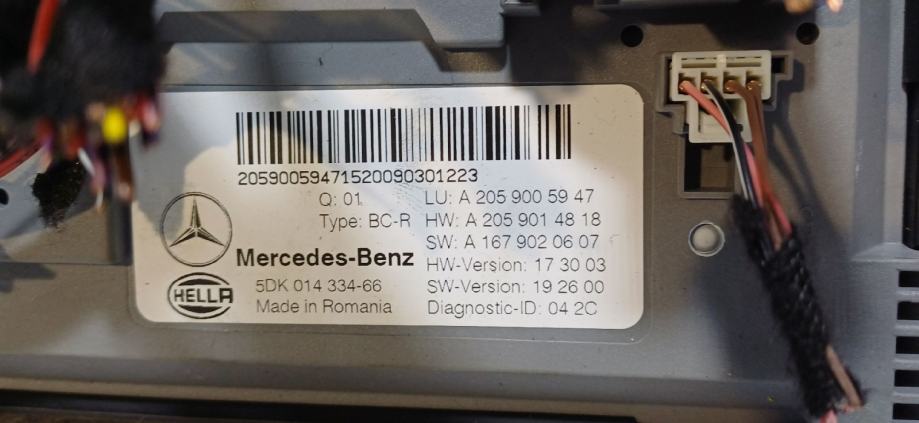 20590059471520090301223
Q: 01
LU: A 205 900 59 47
Type: BC-R
HW: A 205 901 48 18
SW: A 167 902 06 07
Mercedes-Benz
HW-Version: 17 30 03
HELLA
5DK 014 334-66
SW-Version: 19 26 00
Made in Romania
Diagnostic-ID: 04 2C